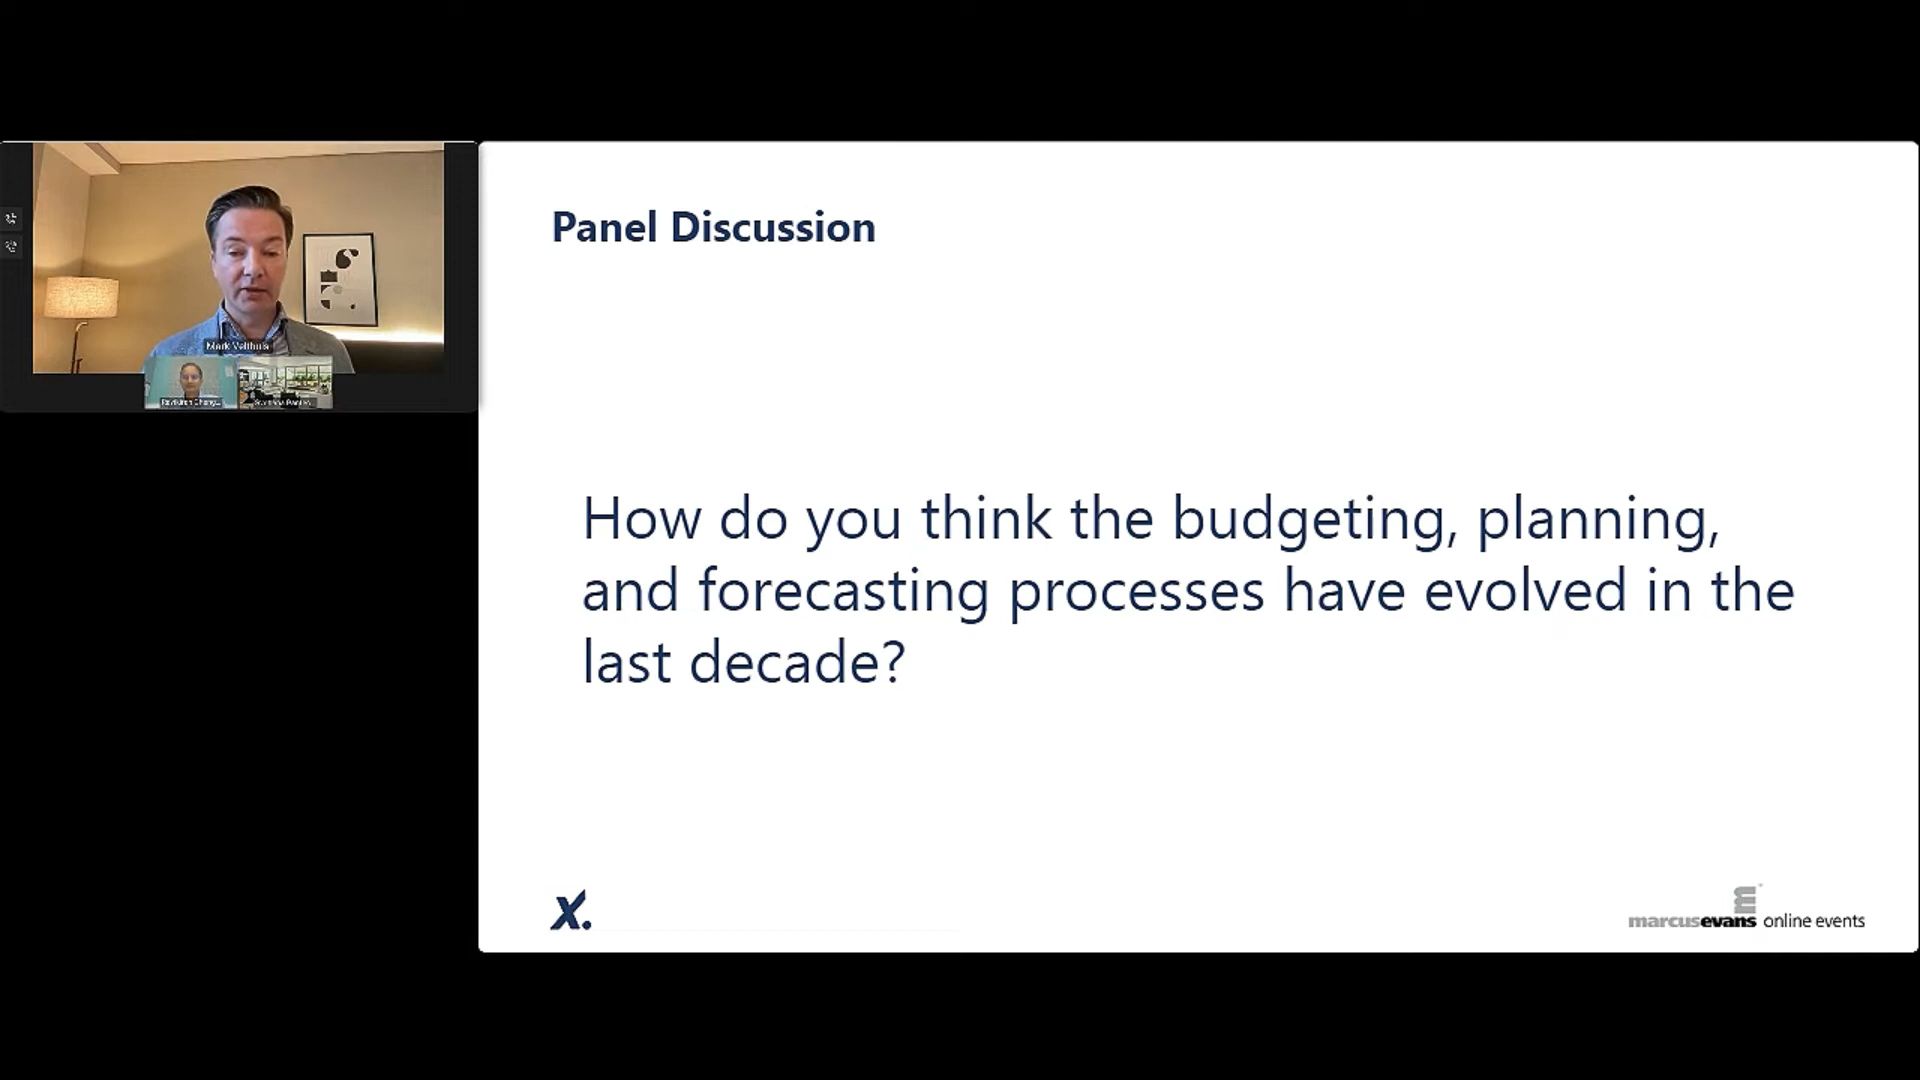 Panel Discussion
How do you think the budgeting, planning,
and forecasting processes have evolved in the
last decade?
Mark Velthuis
x.
marcusevans online events